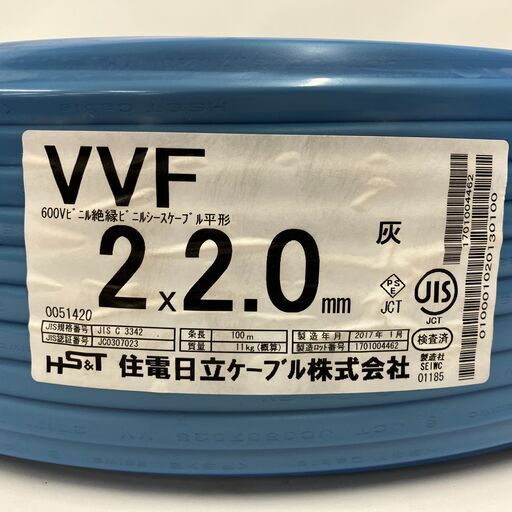 VVF
600Vビニル絶縁ビニルシースケーブル平形
2×2.0mm
灰
PSE
JCT
JIS
JCT
0051420
JIS規格番号 JIS C 3342 条長 100m 製造年月 2017年 1月
JIS認証番号 JC0307023 質量 11kg(概算) 製造ロット番号 1701004462
検査済
製造社
SEIWC
01185
HS&T 住電日立ケーブル株式会社
1701004462
0100010020130100